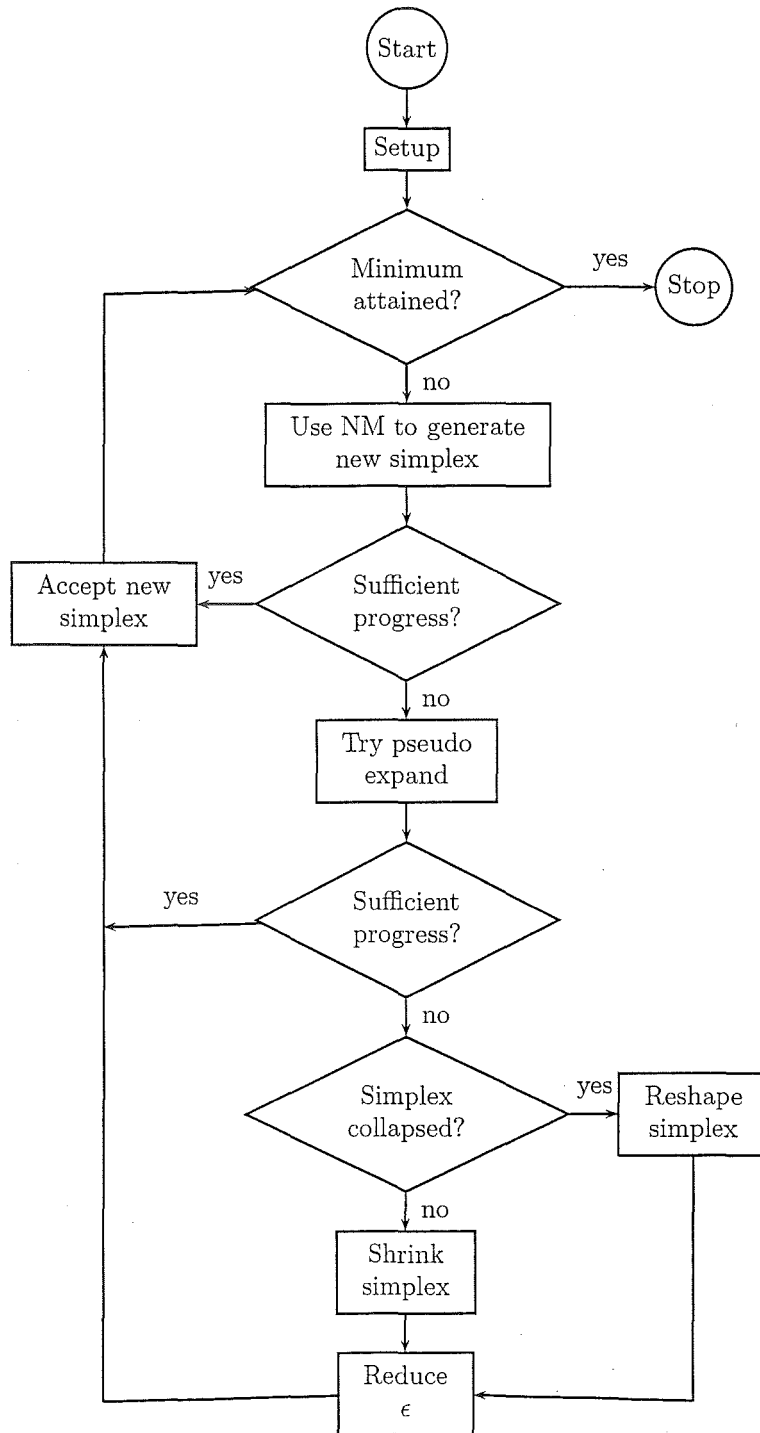 Start
Setup
Minimum
attained?
yes
Stop
no
Use NM to generate
new simplex
Accept new
simplex
yes
Sufficient
progress?
no
Try pseudo
expand
yes
Sufficient
progress?
no
Simplex
collapsed?
yes
Reshape
simplex
no
Shrink
simplex
Reduce
ϵ